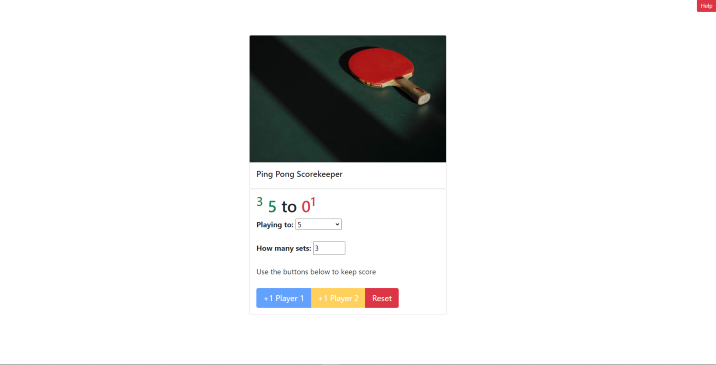 Help
Ping Pong Scorekeeper
3 5 to 0 1
Playing to: 5
How many sets: 3
Use the buttons below to keep score
+1 Player 1 +1 Player 2 Reset